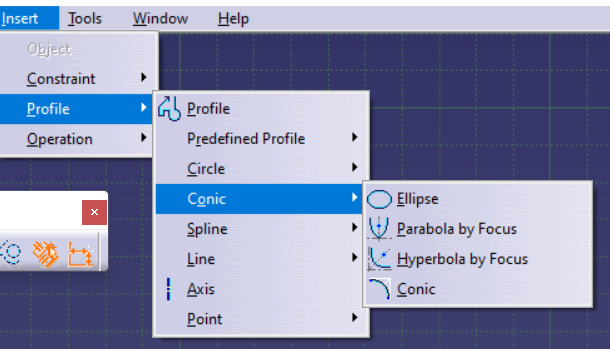 Insert Tools Window Help
Object
Constraint
Profile
Operation
Profile
Predefined Profile
Circle
Conic
Spline
Line
Axis
Point
Ellipse
Parabola by Focus
Hyperbola by Focus
Conic